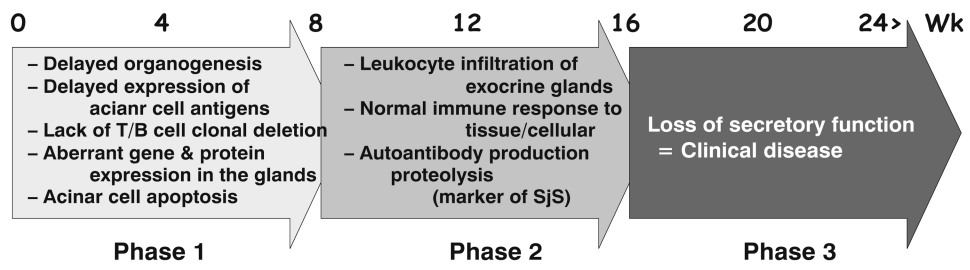 0 4 8 12 16 20 24> Wk
– Delayed organogenesis
– Delayed expression of
acianr cell antigens
– Lack of T/B cell clonal deletion
– Aberrant gene & protein
expression in the glands
– Acinar cell apoptosis
– Leukocyte infiltration of
exocrine glands
– Normal immune response to
tissue/cellular
– Autoantibody production
proteolysis
(marker of SjS)
Loss of secretory function
= Clinical disease
Phase 1
Phase 2
Phase 3